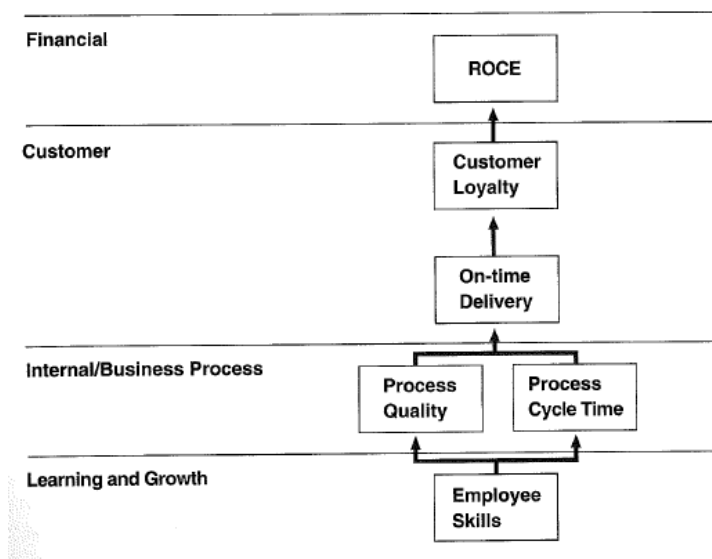 Financial
ROCE
Customer
Customer
Loyalty
On-time
Delivery
Internal/Business Process
Process
Quality
Process
Cycle Time
Learning and Growth
Employee
Skills